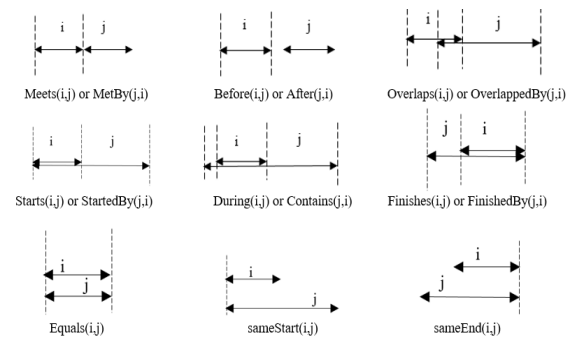 i j i j i j
Meets(i,j) or MetBy(j,i) Before(i,j) or After(j,i) Overlaps(i,j) or OverlappedBy(j,i)
i j i j j i
Starts(i,j) or StartedBy(j,i) During(i,j) or Contains(j,i) Finishes(i,j) or FinishedBy(j,i)
i i i
j j j
Equals(i,j) sameStart(i,j) sameEnd(i,j)